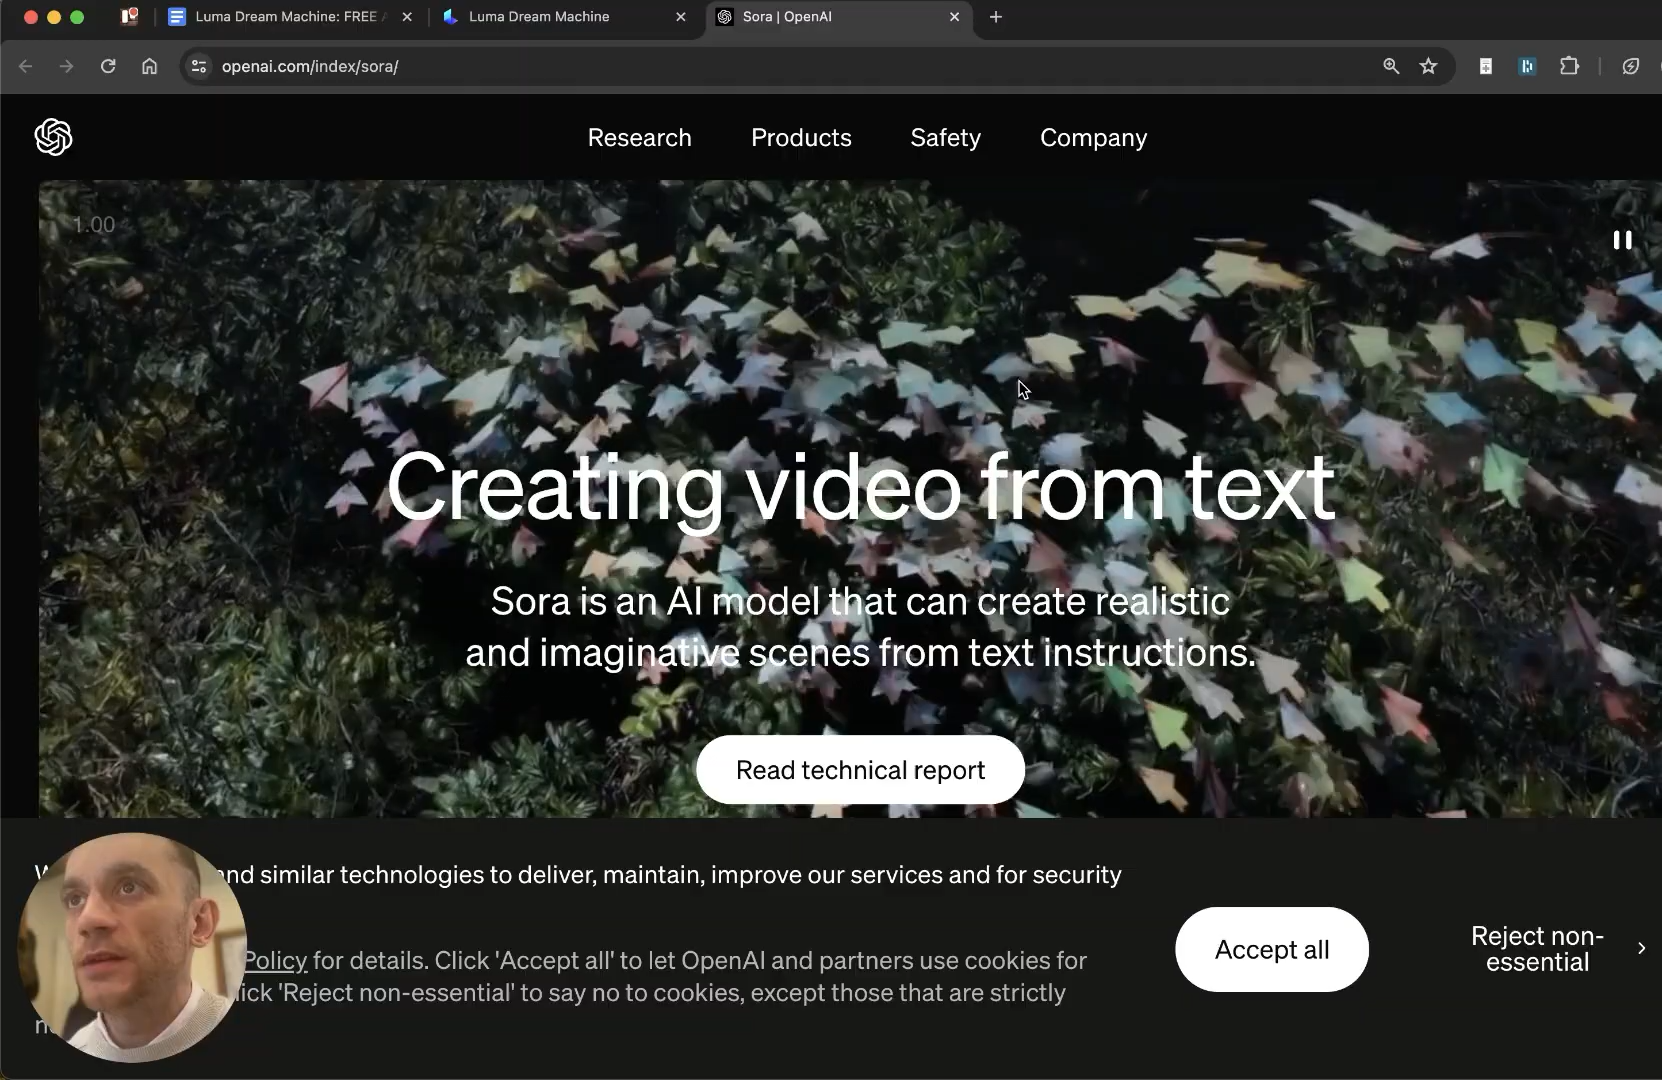 Luma Dream Machine: FREE
Luma Dream Machine
Sora | OpenAI
openai.com/index/sora/
Research
Products
Safety
Company
1.00
Creating video from text
Sora is an AI model that can create realistic
and imaginative scenes from text instructions.
Read technical report
and similar technologies to deliver, maintain, improve our services and for security
Policy for details. Click 'Accept all' to let OpenAI and partners use cookies for
'Reject non-essential' to say no to cookies, except those that are strictly
Accept all
Reject non-
essential